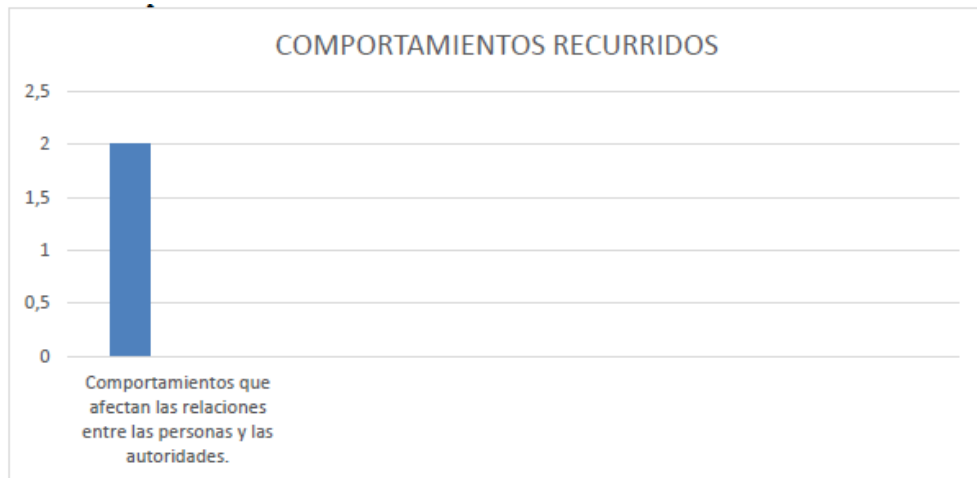 COMPORTAMIENTOS RECURRIDOS
2,5
2
1,5
1
0,5
0
Comportamientos que
afectan las relaciones
entre las personas y las
autoridades.